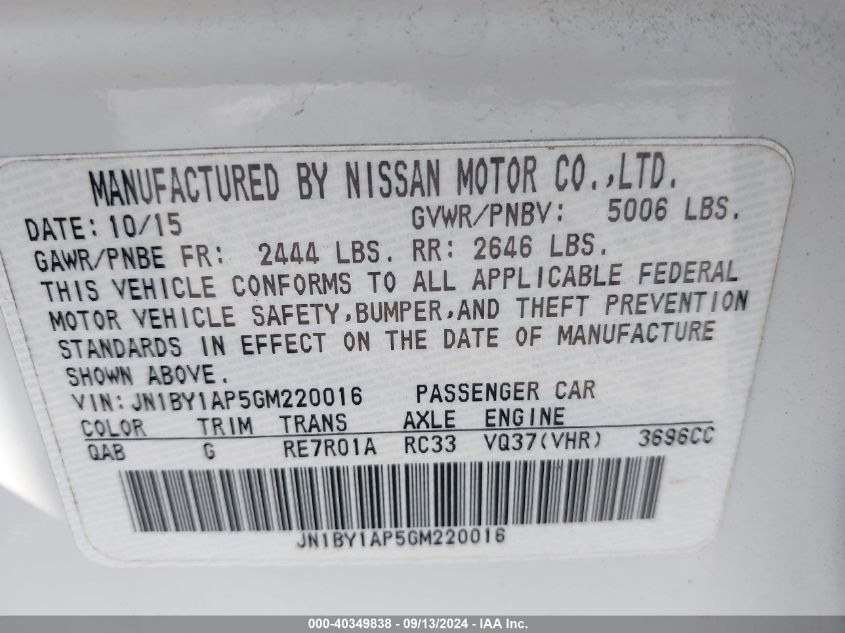 MANUFACTURED BY NISSAN MOTOR CO.,LTD.
DATE: 10/15 GVWR/PNBV: 5006 LBS.
GAWR/PNBE FR: 2444 LBS. RR: 2646 LBS.
THIS VEHICLE CONFORMS TO ALL APPLICABLE FEDERAL
MOTOR VEHICLE SAFETY,BUMPER,AND THEFT PREVENTION
STANDARDS IN EFFECT ON THE DATE OF MANUFACTURE
SHOWN ABOVE.
VIN: JN1BY1AP5GM220016 PASSENGER CAR
COLOR TRIM TRANS AXLE ENGINE
QAB G RE7R01A RC33 VQ37(VHR) 3696CC
JN1BY1AP5GM220016
000-40349838 - 09/13/2024 - IAA Inc.